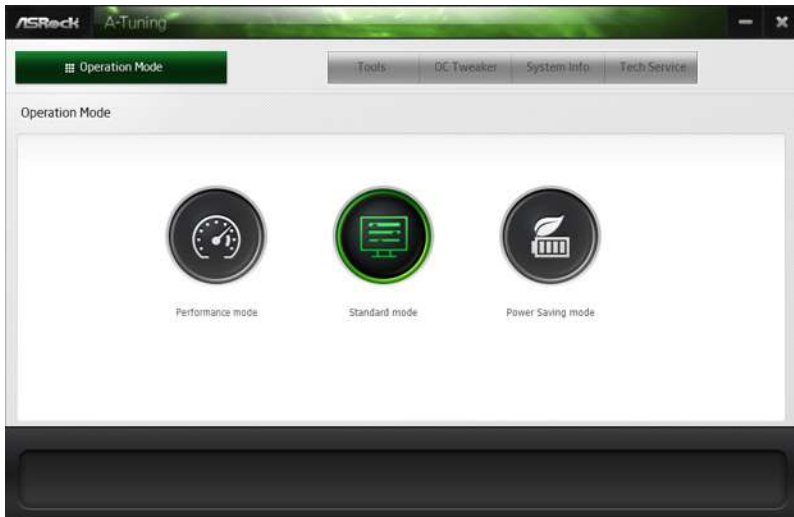 ASRock A-Tuning
Operation Mode Tools OC Tweaker System Info Tech Service
Operation Mode
Performance mode Standard mode Power Saving mode